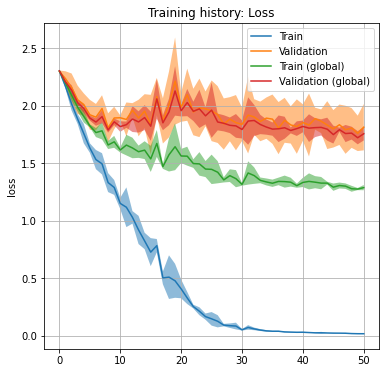 Training history: Loss
Train
Validation
Train (global)
Validation (global)
loss
2.5
2.0
1.5
1.0
0.5
0.0
0
10
20
30
40
50